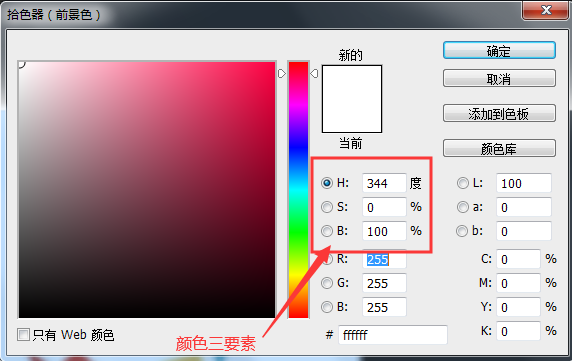 拾色器（前景色）
新的
当前
确定
取消
添加到色板
颜色库
H: 344 度
S: 0 %
B: 100 %
R: 255
G: 255
B: 255
# ffffff
L: 100
a: 0
b: 0
C: 0 %
M: 0 %
Y: 0 %
K: 0 %
颜色三要素
只有 Web 颜色